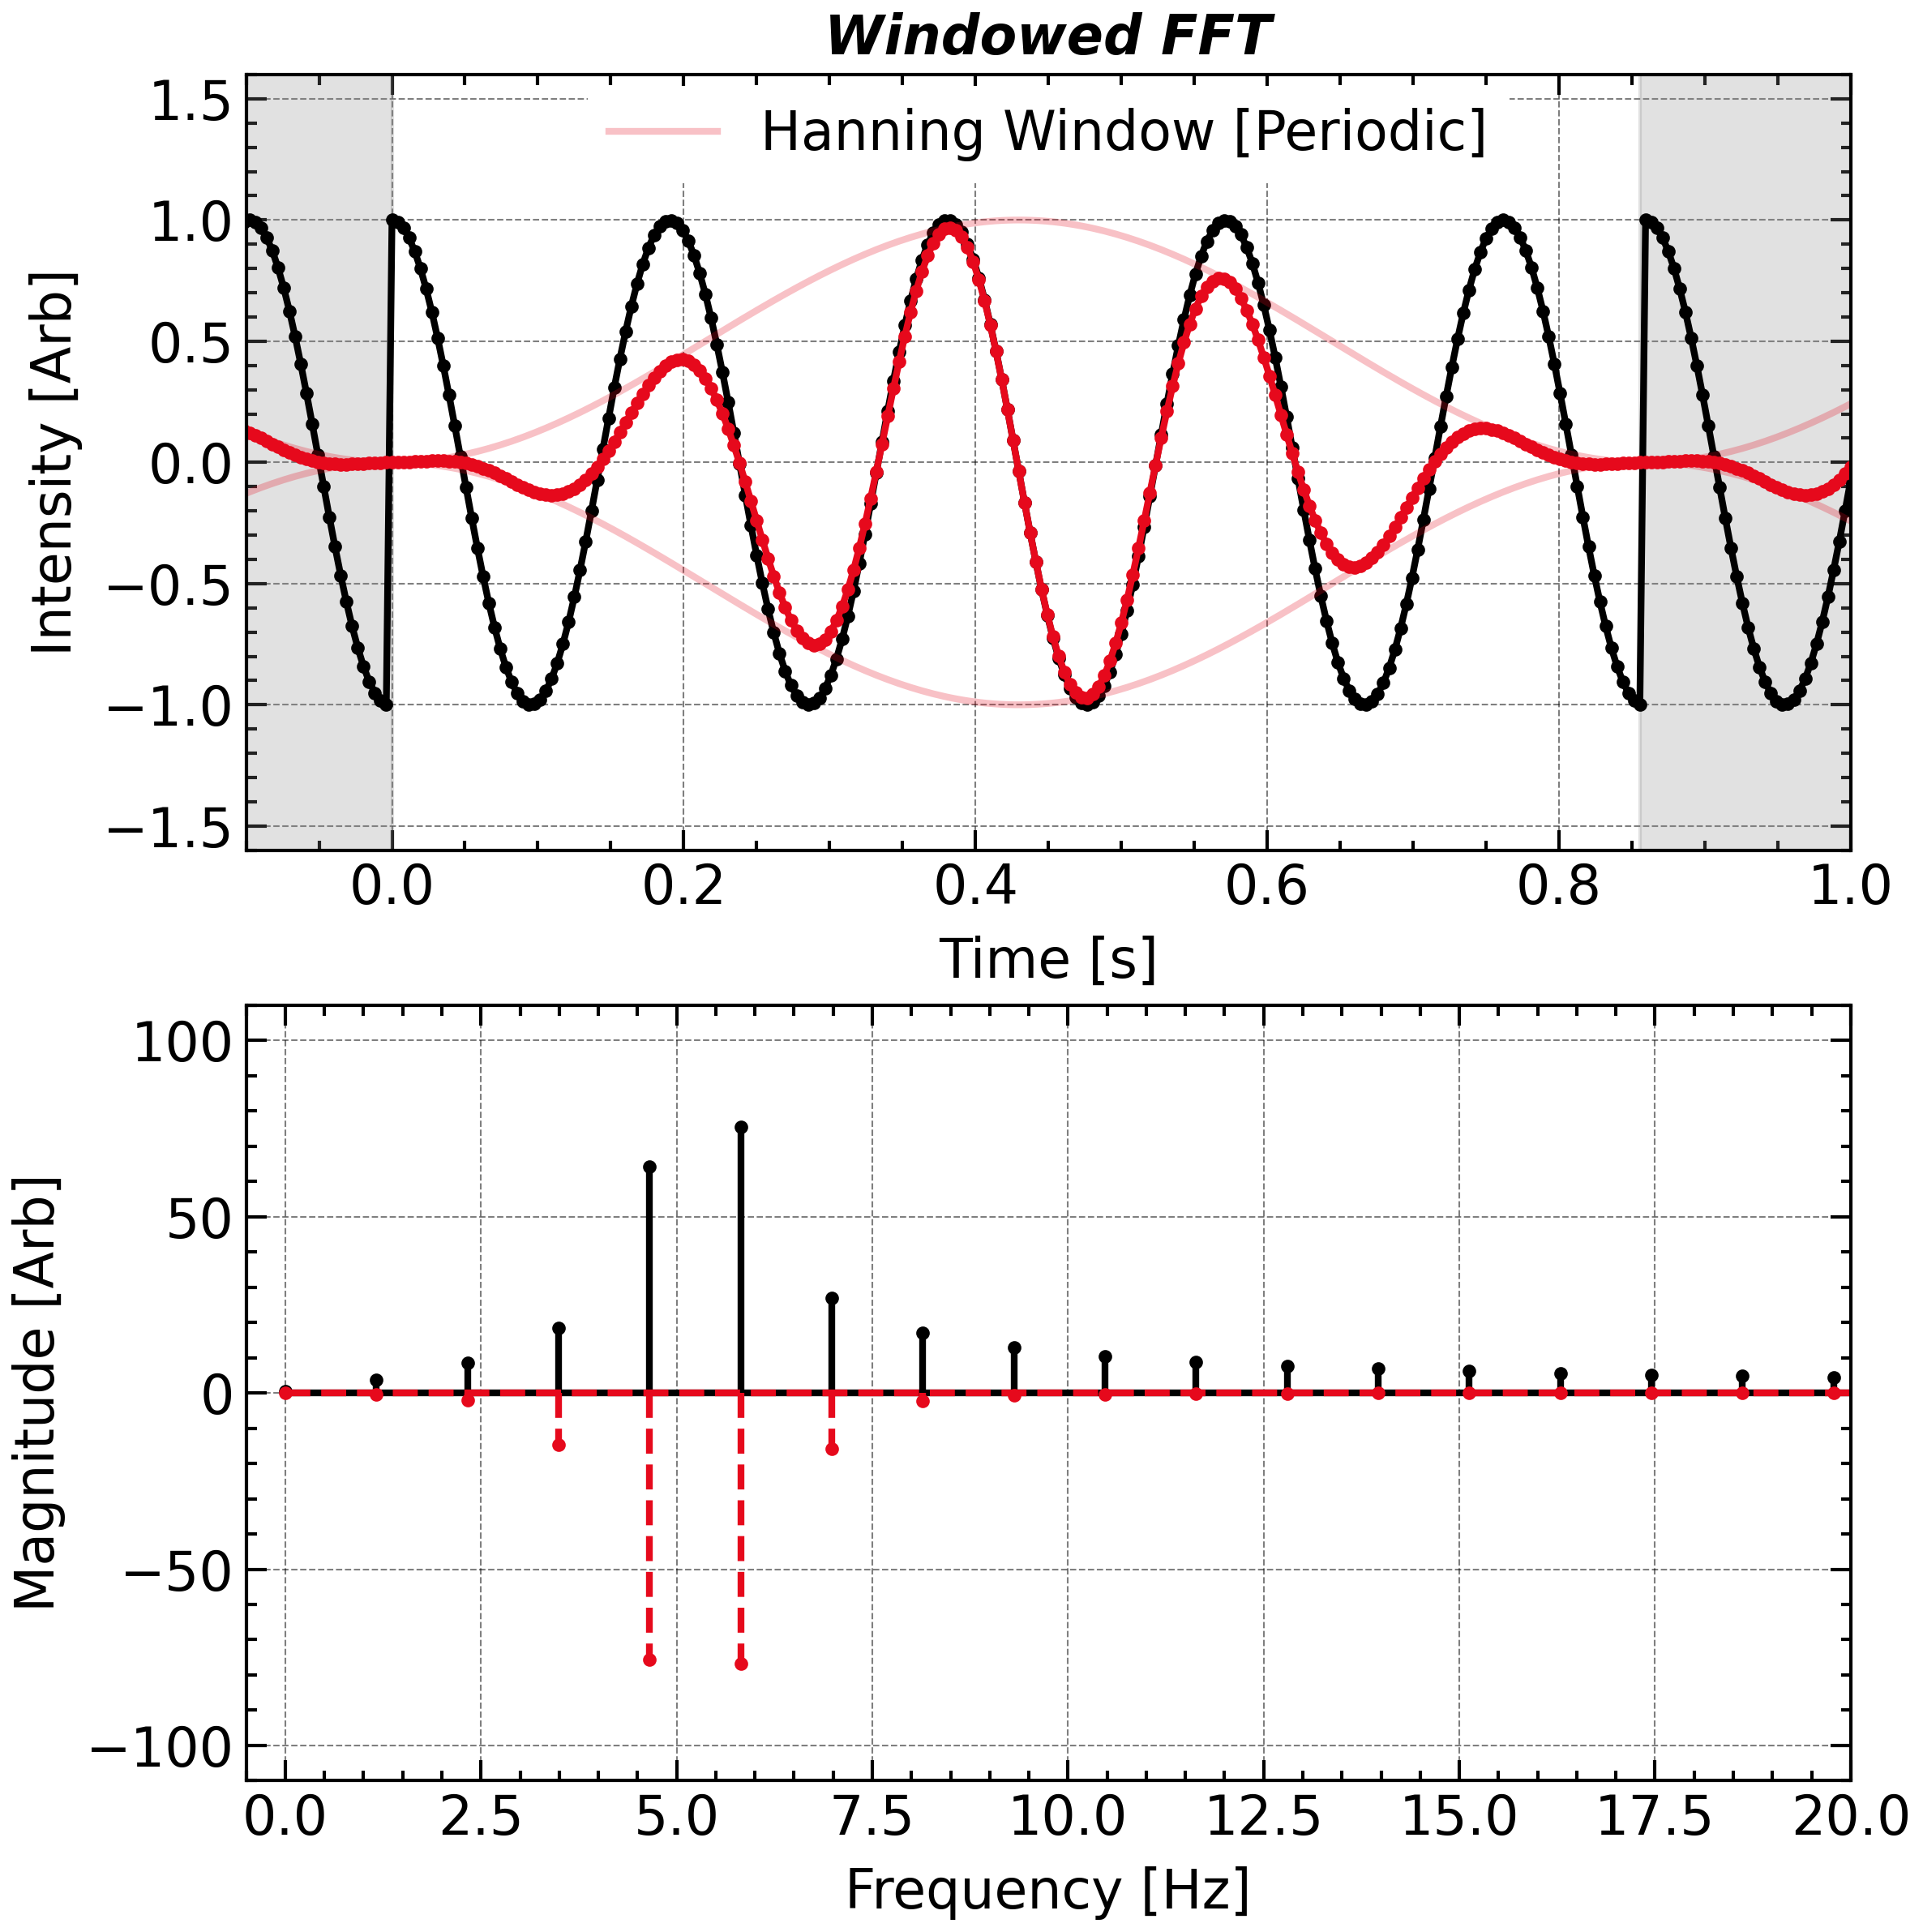 Windowed FFT
Hanning Window [Periodic]
Intensity [Arb]
1.5
1.0
0.5
0.0
−0.5
−1.0
−1.5
0.0 0.2 0.4 0.6 0.8 1.0
Time [s]
Magnitude [Arb]
100
50
0
−50
−100
0.0 2.5 5.0 7.5 10.0 12.5 15.0 17.5 20.0
Frequency [Hz]